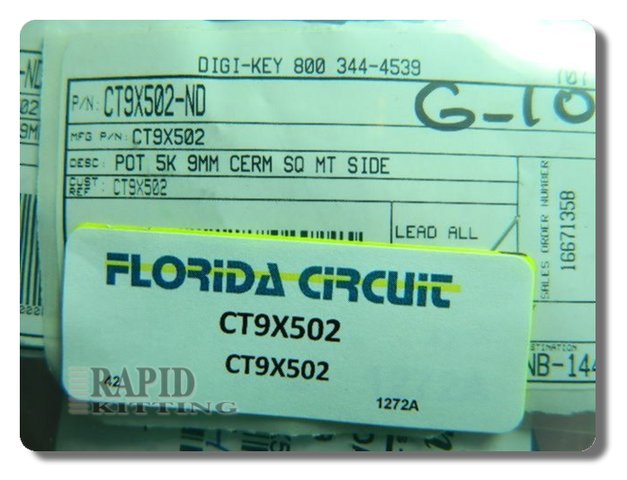 DIGI-KEY 800 344-4539
P/N: CT9X502-ND
G-10
MFG P/N: CT9X502
DESC: POT 5K 9MM CERM SQ MT SIDE
CUST REF: CT9X502
LEAD ALL
SALES ORDER NUMBER
16671358
FLORIDA CIRCUIT
CT9X502
CT9X502
1272A
NB-144
RAPID
KITTING